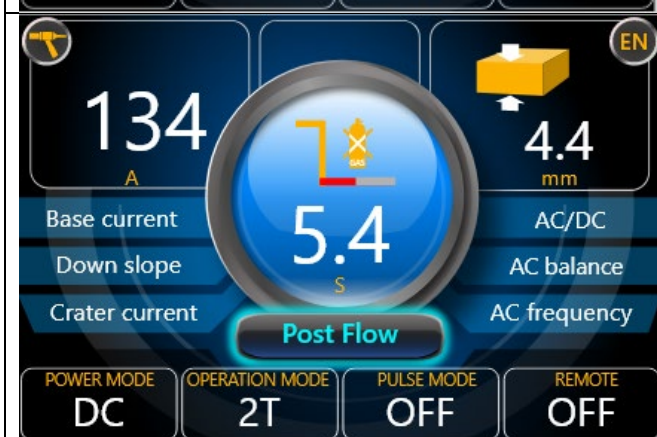 EN
134
A
GAS
5.4
S
4.4
mm
Base current
Down slope
Crater current
AC/DC
AC balance
AC frequency
Post Flow
POWER MODE
DC
OPERATION MODE
2T
PULSE MODE
OFF
REMOTE
OFF